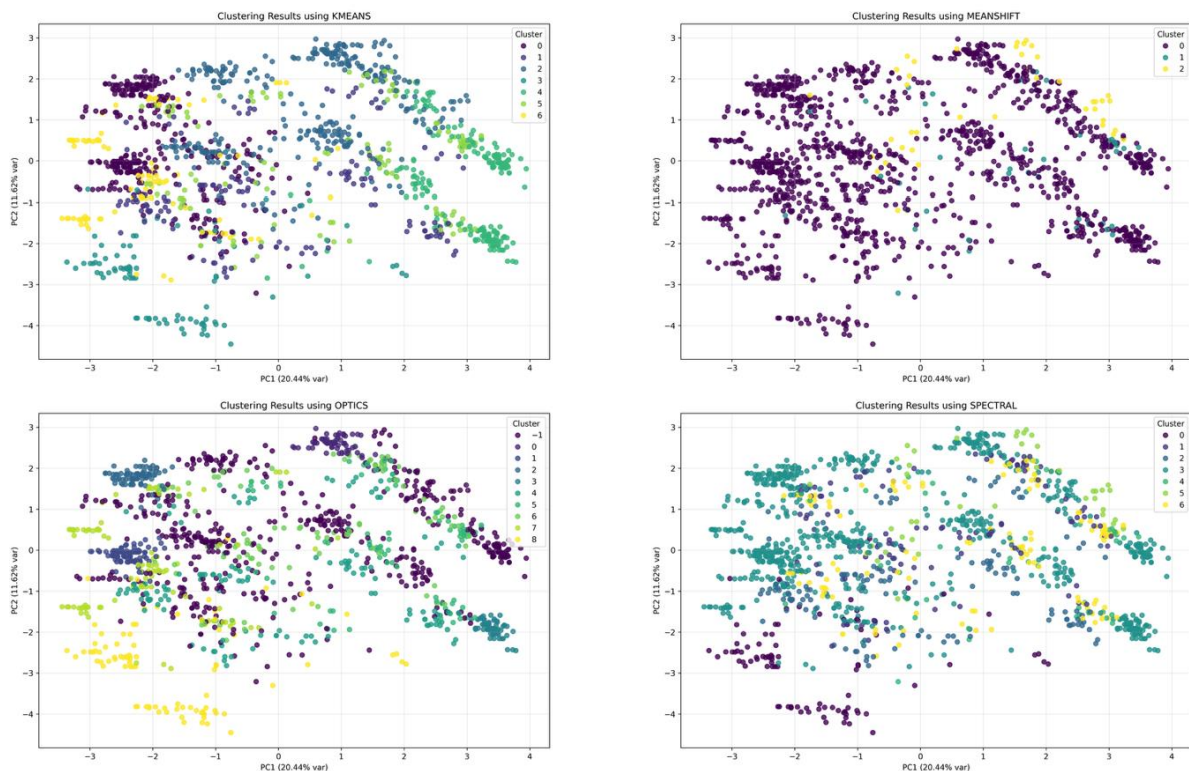 Clustering Results using KMEANS
Cluster
0
1
2
3
4
5
6
3
2
1
0
−1
−2
−3
−4
PC2 (11.62% var)
−3 −2 −1 0 1 2 3 4
PC1 (20.44% var)
Clustering Results using MEANSHIFT
Cluster
0
1
2
3
2
1
0
−1
−2
−3
−4
PC2 (11.62% var)
−3 −2 −1 0 1 2 3 4
PC1 (20.44% var)
Clustering Results using OPTICS
Cluster
−1
0
1
2
3
4
5
6
7
8
3
2
1
0
−1
−2
−3
−4
PC2 (11.62% var)
−3 −2 −1 0 1 2 3 4
PC1 (20.44% var)
Clustering Results using SPECTRAL
Cluster
0
1
2
3
4
5
6
3
2
1
0
−1
−2
−3
−4
PC2 (11.62% var)
−3 −2 −1 0 1 2 3 4
PC1 (20.44% var)